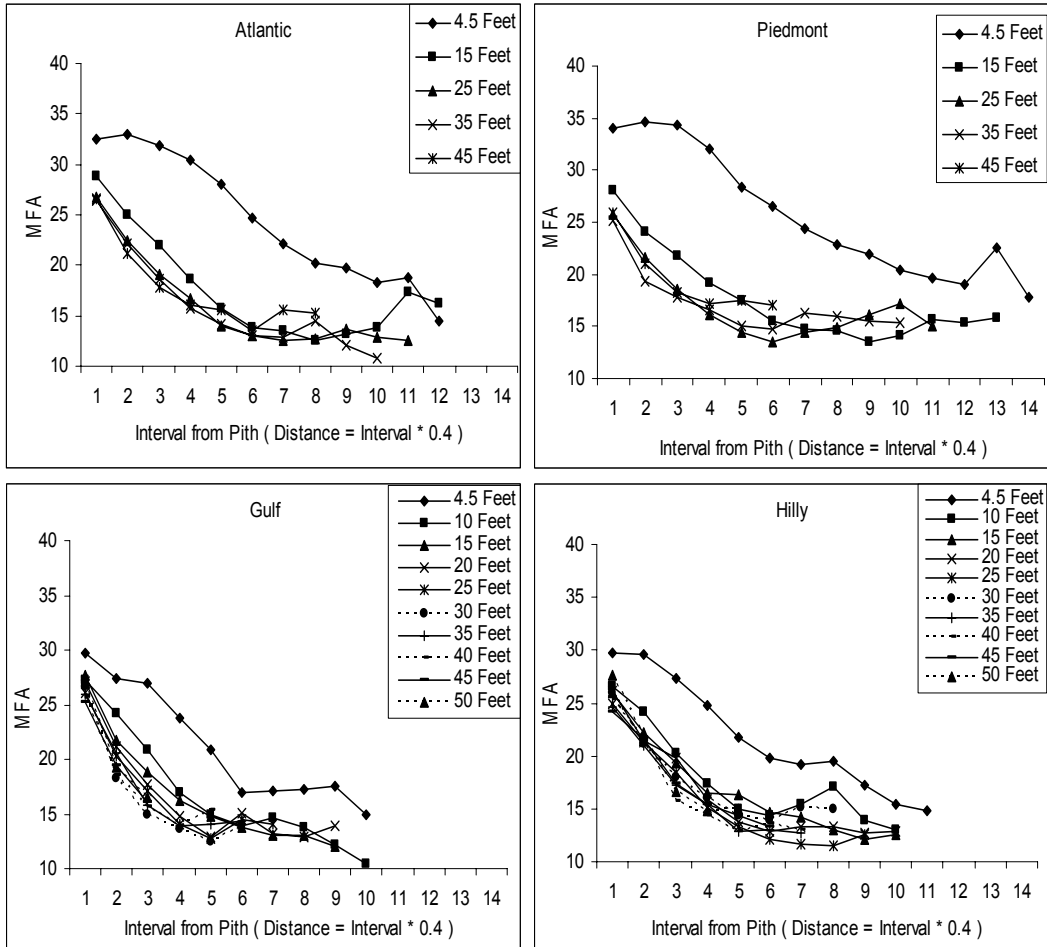 Atlantic
4.5 Feet
15 Feet
25 Feet
35 Feet
45 Feet
40
35
30
25
20
15
10
MFA
1 2 3 4 5 6 7 8 9 10 11 12 13 14
Interval from Pith ( Distance = Interval * 0.4 )
Piedmont
4.5 Feet
15 Feet
25 Feet
35 Feet
45 Feet
40
35
30
25
20
15
10
MFA
1 2 3 4 5 6 7 8 9 10 11 12 13 14
Interval from Pith ( Distance = Interval * 0.4 )
Gulf
4.5 Feet
10 Feet
15 Feet
20 Feet
25 Feet
30 Feet
35 Feet
40 Feet
45 Feet
50 Feet
40
35
30
25
20
15
10
MFA
1 2 3 4 5 6 7 8 9 10 11 12 13 14
Interval from Pith ( Distance = Interval * 0.4 )
Hilly
4.5 Feet
10 Feet
15 Feet
20 Feet
25 Feet
30 Feet
35 Feet
40 Feet
45 Feet
50 Feet
40
35
30
25
20
15
10
MFA
1 2 3 4 5 6 7 8 9 10 11 12 13 14
Interval from Pith ( Distance = Interval * 0.4 )